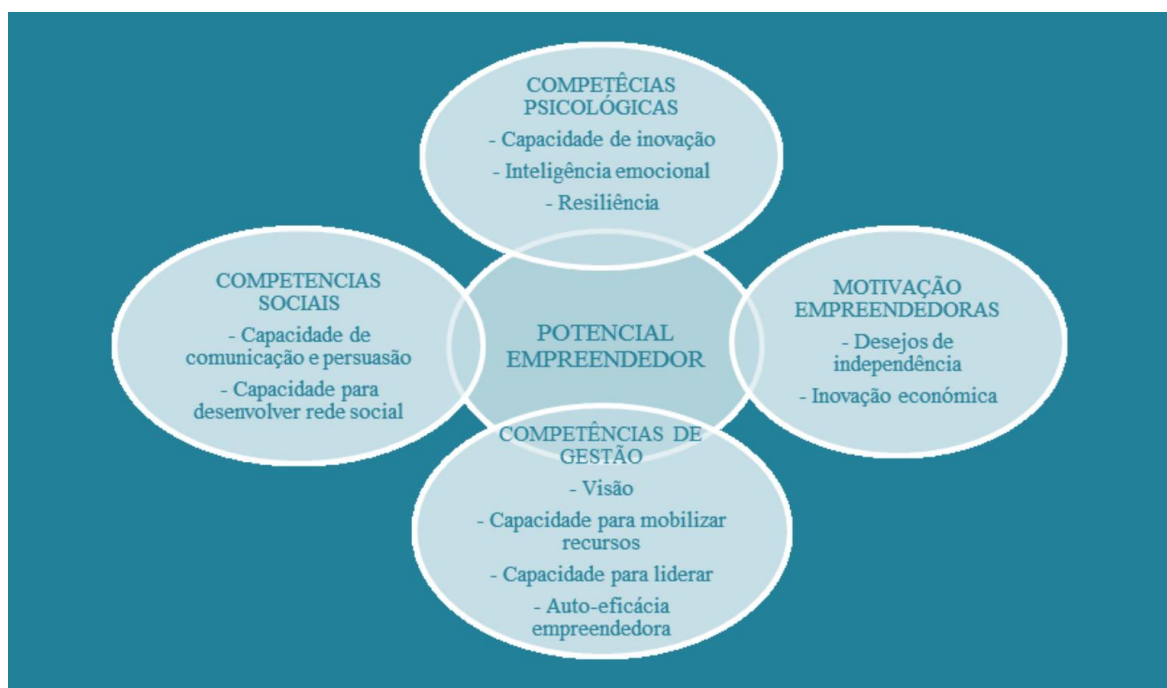 COMPETÊCIAS
PSICOLÓGICAS
- Capacidade de inovação
- Inteligência emocional
- Resiliência
COMPETENCIAS
SOCIAIS
- Capacidade de
comunicação e persuasão
- Capacidade para
desenvolver rede social
POTENCIAL
EMPREENDEDOR
MOTIVAÇÃO
EMPREENDEDORAS
- Desejos de
independência
- Inovação económica
COMPETÊNCIAS DE
GESTÃO
- Visão
- Capacidade para mobilizar
recursos
- Capacidade para liderar
- Auto-eficácia
empreendedora